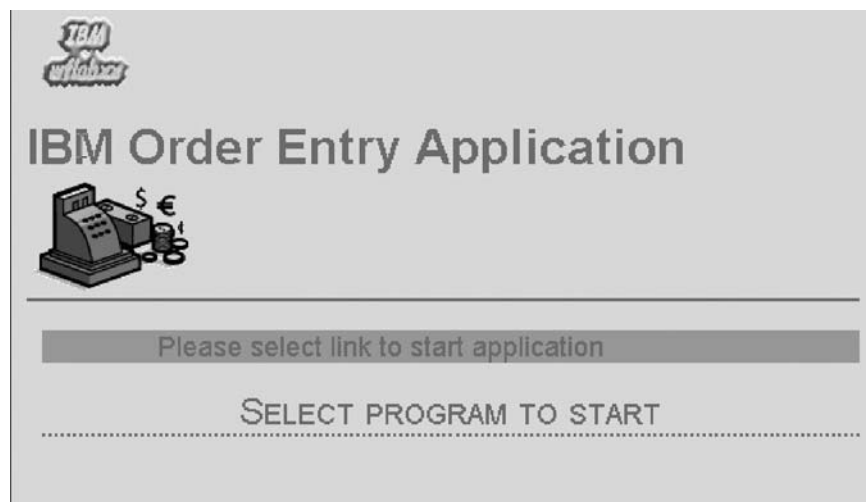 IBM
IBM Order Entry Application
$ €
Please select link to start application
SELECT PROGRAM TO START